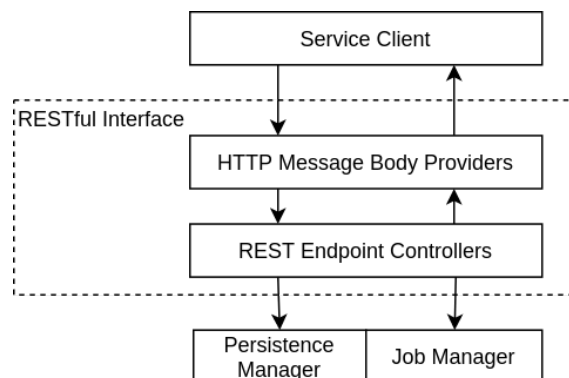 Service Client
RESTful Interface
HTTP Message Body Providers
REST Endpoint Controllers
Persistence
Manager
Job Manager